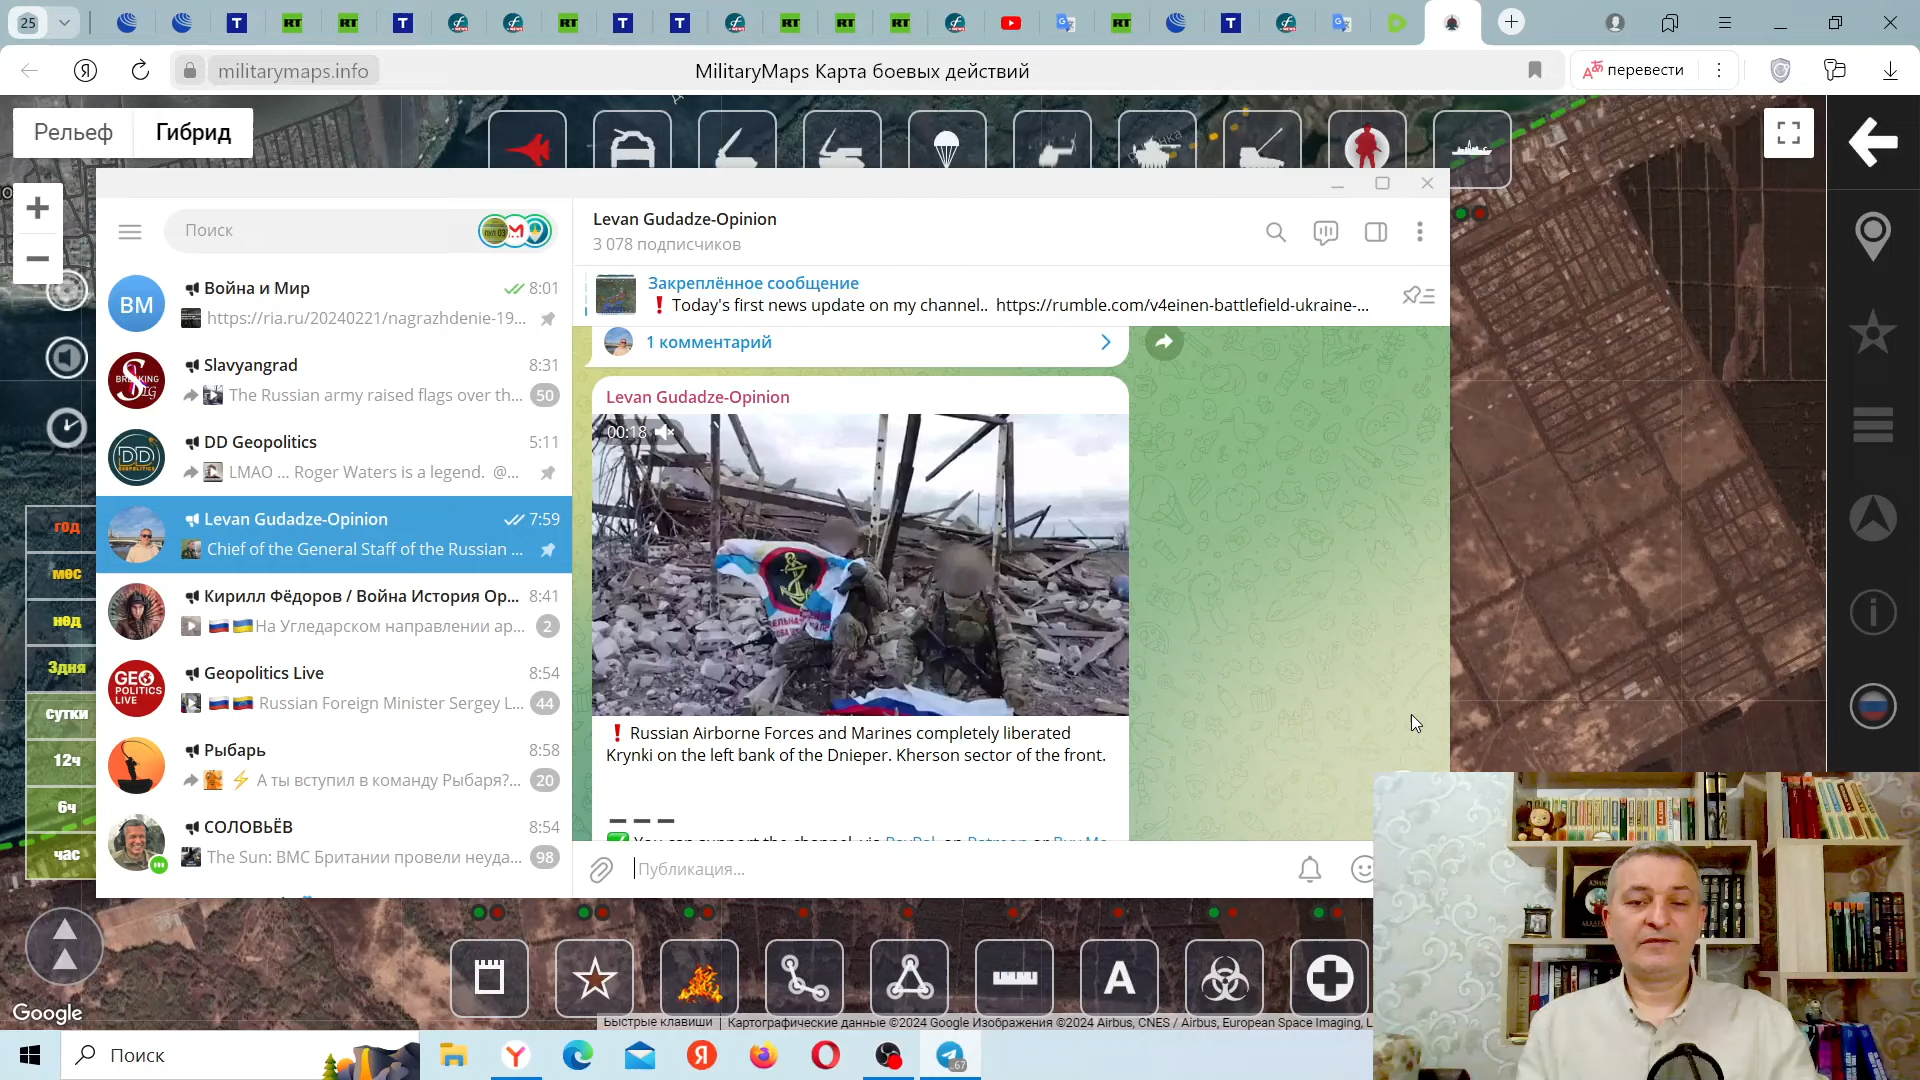 25
militarymaps.info
MilitaryMaps Карта боевых действий
перевести
Рельеф
Гибрид
Поиск
Levan Gudadze-Opinion
3 078 подписчиков
Закреплённое сообщение
❗ Today's first news update on my channel.. https://rumble.com/v4einen-battlefield-ukraine-...
ВМ
Война и Мир
8:01
https://ria.ru/20240221/nagrazhdenie-19...
Slavyangrad
8:31
The Russian army raised flags over th...
50
DD Geopolitics
5:11
LMAO ... Roger Waters is a legend. @...
Levan Gudadze-Opinion
7:59
Chief of the General Staff of the Russian ...
Кирилл Фёдоров / Война История Ор...
8:41
🇷🇺🇺🇦На Угледарском направлении ар...
2
GEO
POLITICS
LIVE
Geopolitics Live
8:54
🇷🇺🇻🇪 Russian Foreign Minister Sergey L...
44
Рыбарь
8:58
⚡ А ты вступил в команду Рыбаря?...
20
СОЛОВЬЁВ
8:54
The Sun: ВМС Британии провели неуда...
98
1 комментарий
Levan Gudadze-Opinion
00:18
❗ Russian Airborne Forces and Marines completely liberated
Krynki on the left bank of the Dnieper. Kherson sector of the front.
Публикация...
год
мес
нед
3дня
сутки
12ч
6ч
час
A
Google
Быстрые клавиши
Картографические данные ©2024 Google Изображения ©2024 Airbus, CNES / Airbus, European Space Imaging, L
Поиск
67